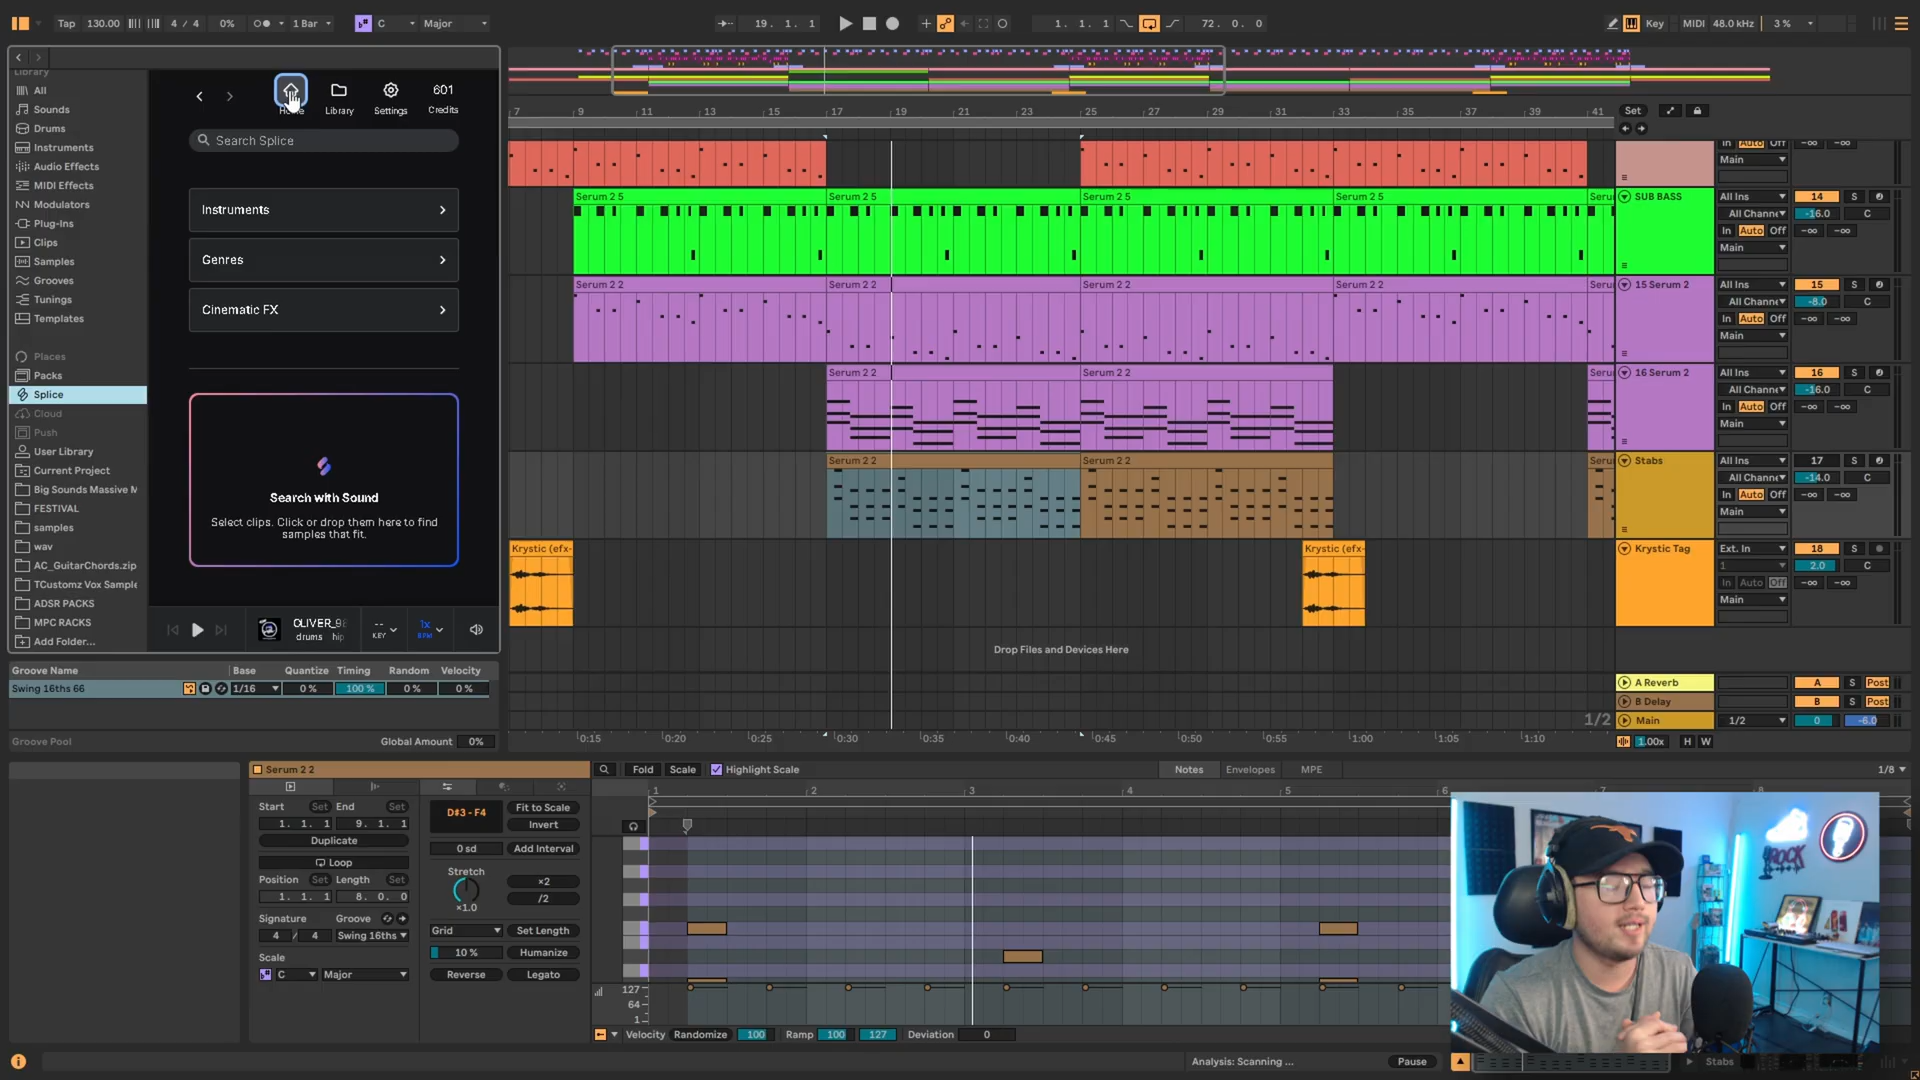 Tap 130.00 4 / 4 0% 1 Bar C Major 19. 1. 1 1. 1. 1 72. 0. 0 Key MIDI 48.0 kHz 3 %
Library
All
Sounds
Drums
Instruments
Audio Effects
MIDI Effects
Modulators
Plug-Ins
Clips
Samples
Grooves
Tunings
Templates
Places
Packs
Splice
Cloud
Push
User Library
Current Project
Big Sounds Massive M
FESTIVAL
samples
wav
AC_GuitarChords.zip
TCustomz Vox Sample
ADSR PACKS
MPC RACKS
Add Folder...
Home Library Settings 601 Credits
Search Splice
Instruments
Genres
Cinematic FX
Search with Sound
Select clips. Click or drop them here to find
samples that fit.
OLIVER_98
drums hip
-- KEY
1x BPM
Groove Name Base Quantize Timing Random Velocity
Swing 16ths 66 1/16 0 % 100 % 0 % 0 %
Groove Pool Global Amount 0%
7 9 11 13 15 17 19 21 23 25 27 29 31 33 35 37 39 41
Set
In Auto Off -∞ -∞
Main
Serum 2 5 Serum 2 5 Serum 2 5 Serum 2 5 Seru
SUB BASS All Ins 14 S
All Channe -16.0 C
In Auto Off -∞ -∞
Main
Serum 2 2 Serum 2 2 Serum 2 2 Serum 2 2 Seru
15 Serum 2 All Ins 15 S
All Channe -8.0 C
In Auto Off -∞ -∞
Main
Serum 2 2 Serum 2 2 Seru
16 Serum 2 All Ins 16 S
All Channe -16.0 C
In Auto Off -∞ -∞
Main
Serum 2 2 Serum 2 2 Seru
Stabs All Ins 17 S
All Channe -14.0 C
In Auto Off -∞ -∞
Main
Krystic (efx- Krystic (efx-
Krystic Tag Ext. In 18 S
1 2.0 C
In Auto Off -∞ -∞
Main
Drop Files and Devices Here
A Reverb A S Post
B Delay B S Post
1/2 Main 1/2 0 -6.0
0:15 0:20 0:25 0:30 0:35 0:40 0:45 0:50 0:55 1:00 1:05 1:10
1.00x H W
Serum 2 2
Start Set End Set
1. 1. 1 9. 1. 1
Duplicate
Loop
Position Set Length Set
1. 1. 1 8. 0. 0
Signature Groove
4 / 4 Swing 16ths
Scale
C Major
D#3 - F4
Fit to Scale
Invert
0 sd Add Interval
Stretch
×2
×1.0 /2
Grid Set Length
10 % Humanize
Reverse Legato
Fold Scale Highlight Scale Notes Envelopes MPE 1/8
1 2 3 4 5 6 7 8
127
64
1
Velocity Randomize 100 Ramp 100 127 Deviation 0
Analysis: Scanning ... Pause
Stabs
ROCK